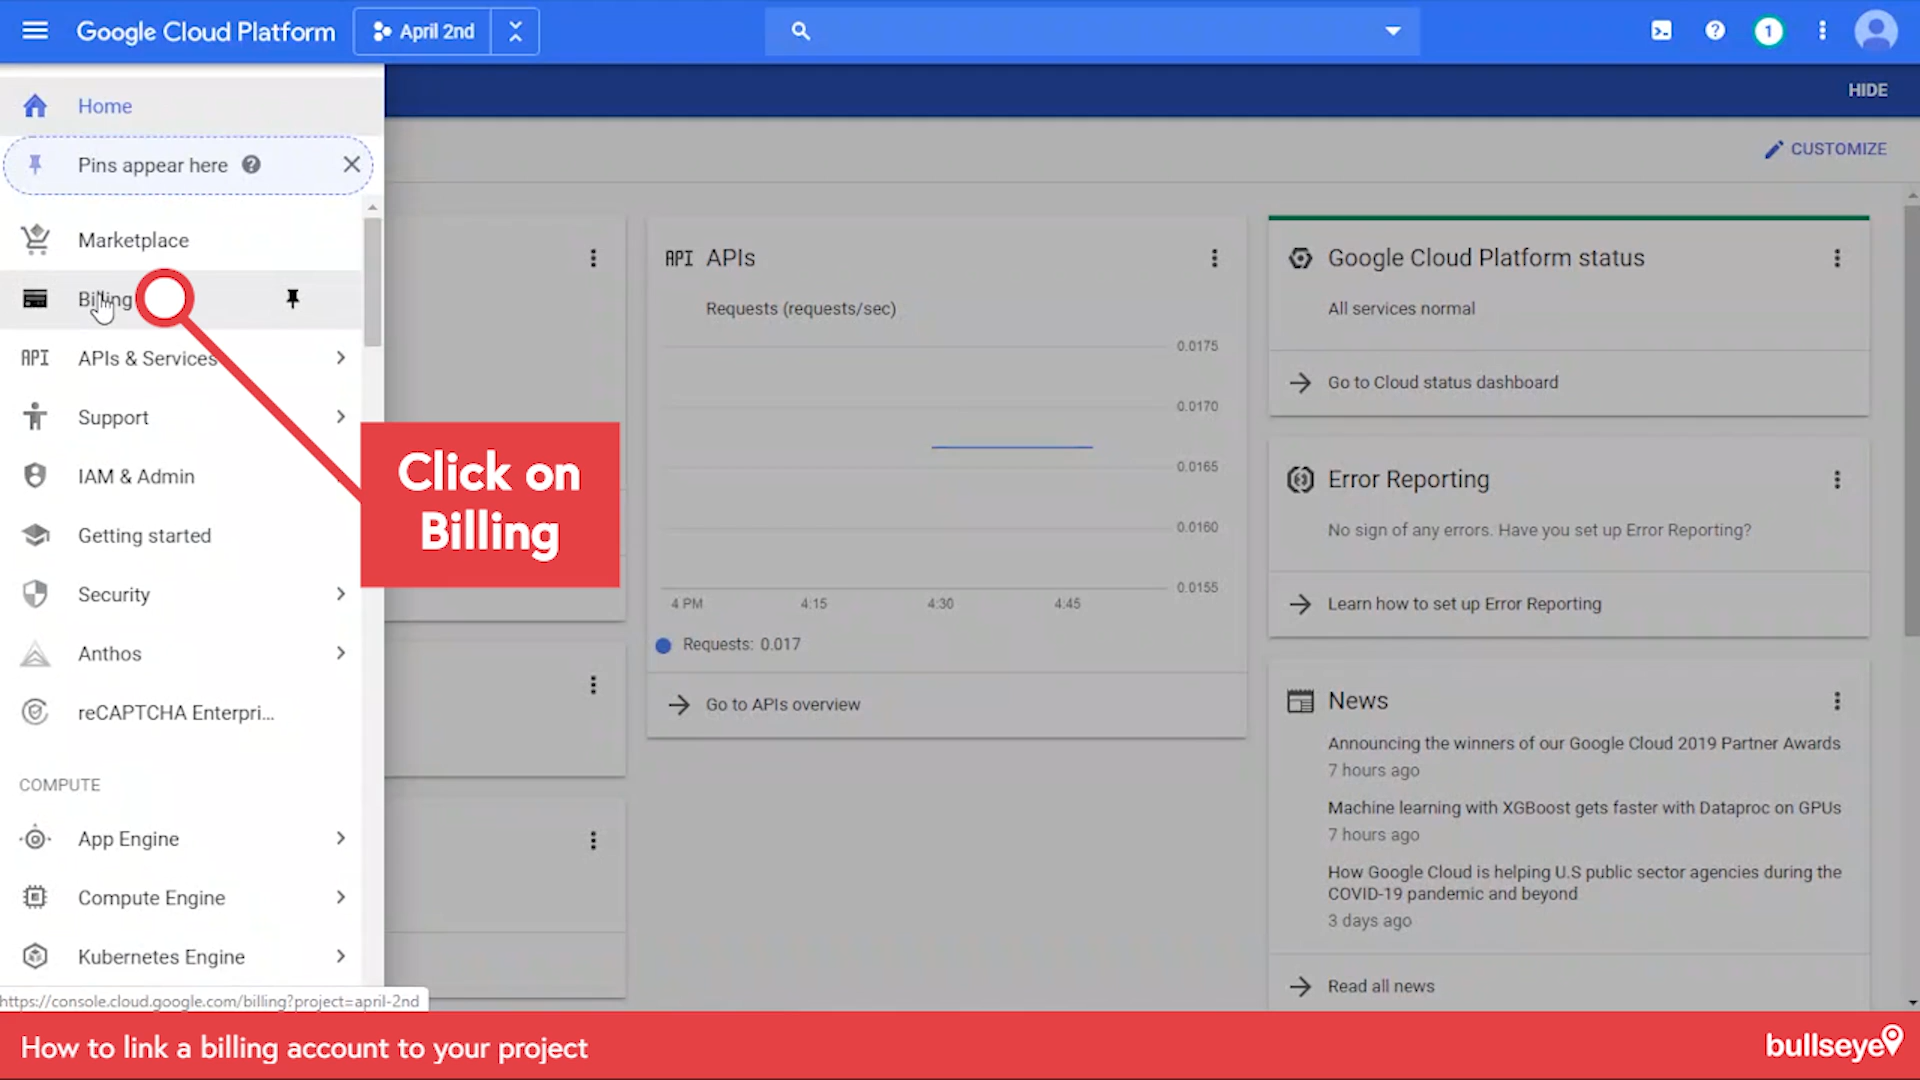 Google Cloud Platform
April 2nd
1
HIDE
CUSTOMIZE
Home
Pins appear here
Marketplace
Billing
API
APIs & Services
Support
IAM & Admin
Getting started
Security
Anthos
reCAPTCHA Enterpri...
COMPUTE
App Engine
Compute Engine
Kubernetes Engine
https://console.cloud.google.com/billing?project=april-2nd
Click on
Billing
API APIs
Requests (requests/sec)
0.0175
0.0170
0.0165
0.0160
0.0155
4 PM 4:15 4:30 4:45
Requests: 0.017
Go to APIs overview
Google Cloud Platform status
All services normal
Go to Cloud status dashboard
Error Reporting
No sign of any errors. Have you set up Error Reporting?
Learn how to set up Error Reporting
News
Announcing the winners of our Google Cloud 2019 Partner Awards
7 hours ago
Machine learning with XGBoost gets faster with Dataproc on GPUs
7 hours ago
How Google Cloud is helping U.S public sector agencies during the
COVID-19 pandemic and beyond
3 days ago
Read all news
How to link a billing account to your project
bullseye